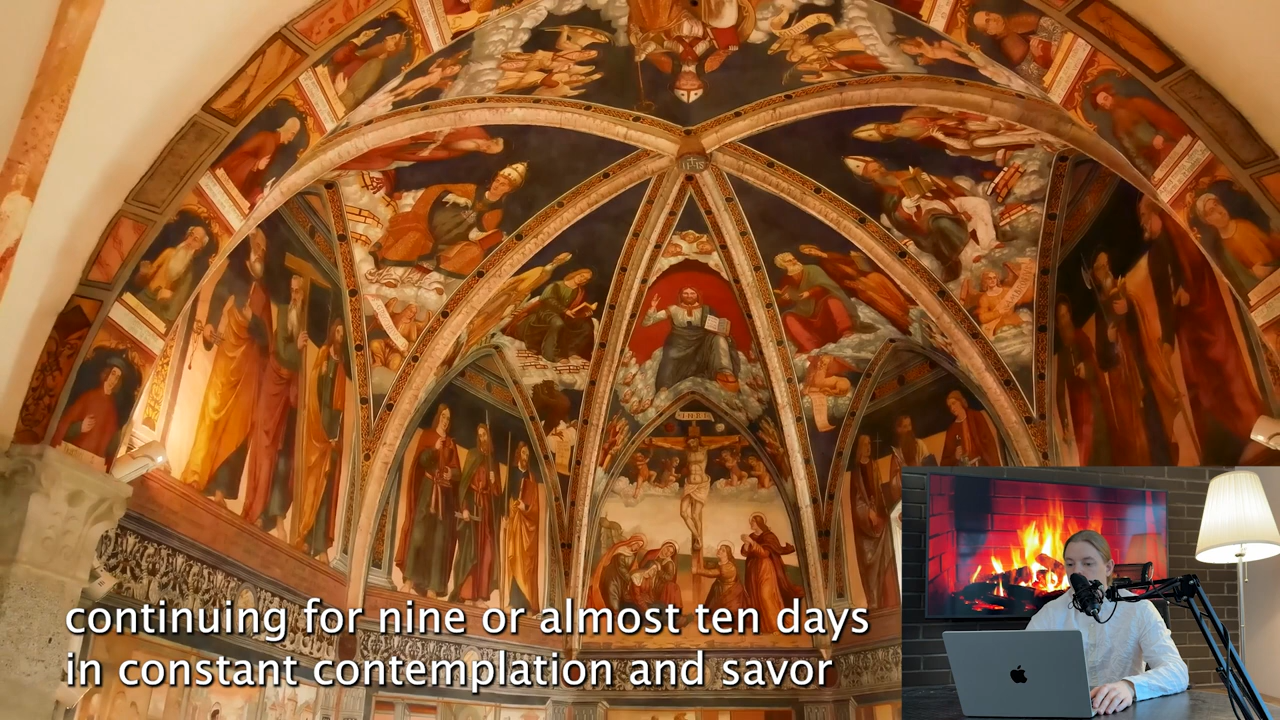 continuing for nine or almost ten days
in constant contemplation and savor